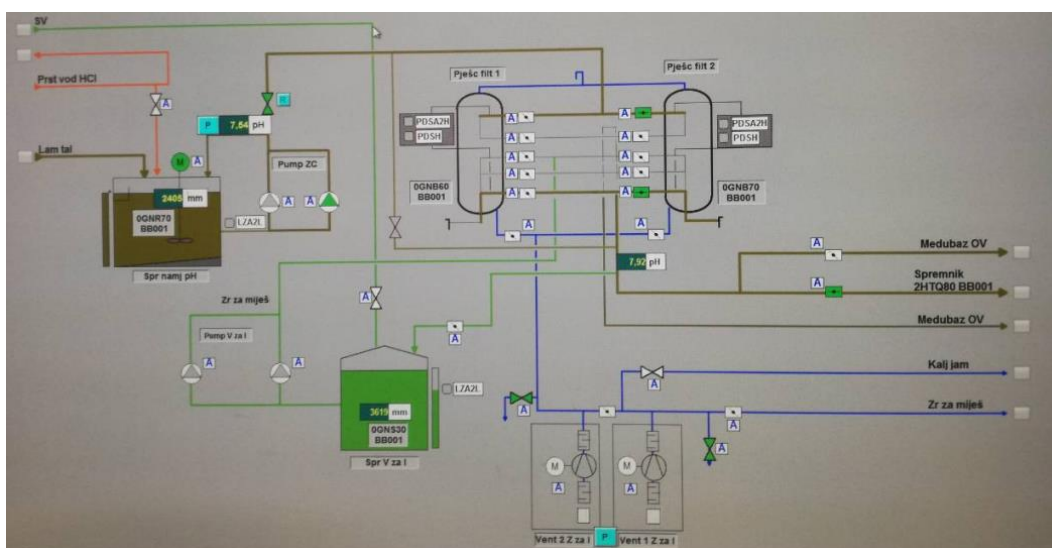 SV
Prst vod HCl
A
Lam tal
M
A
P
7,54 pH
R
Pump ZC
A
A
2405 mm
0GNR70
BB001
LZA2L
Spr namj pH
Pješc filt 1
Pješc filt 2
PDSA2H
PDSH
A
A
A
A
A
A
A
A
A
A
PDSA2H
PDSH
0GNB60
BB001
0GNB70
BB001
A
A
7,92 pH
A
Medubaz OV
A
Spremnik
2HTQ80 BB001
Medubaz OV
Zr za miješ
Pump V za I
A
A
A
A
LZA2L
3619 mm
0GNS30
BB001
Spr V za I
Kalj jam
A
Zr za miješ
A
A
A
A
M
A
M
A
Vent 2 Z za I
P
Vent 1 Z za I